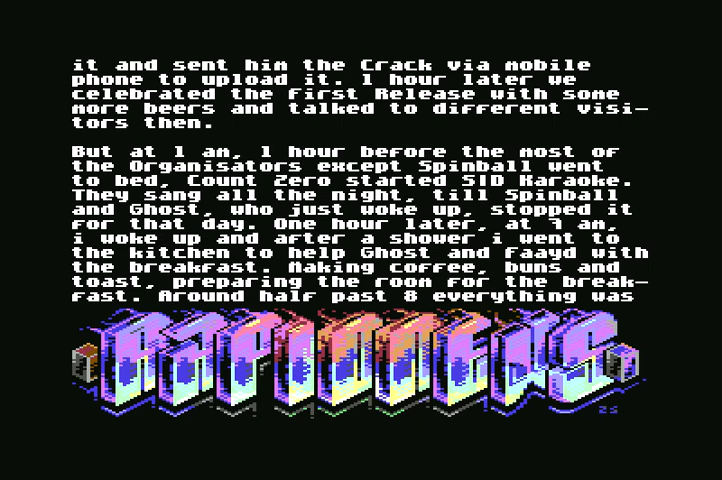 it and sent him the Crack via mobile
phone to upload it. 1 hour later we
celebrated the First Release with some
more beers and talked to different visi-
tors then.
But at 1 am, 1 hour before the most of
the Organisators except Spinball went
to bed, Count Zero started SID Karaoke.
They sang all the night, till Spinball
and Ghost, who just woke up, stopped it
for that day. One hour later, at 7 am,
i woke up and after a shower i went to
the kitchen to help Ghost and Faayd with
the breakfast. Making coffee, buns and
toast, preparing the room for the break-
fast. Around half past 8 everything was